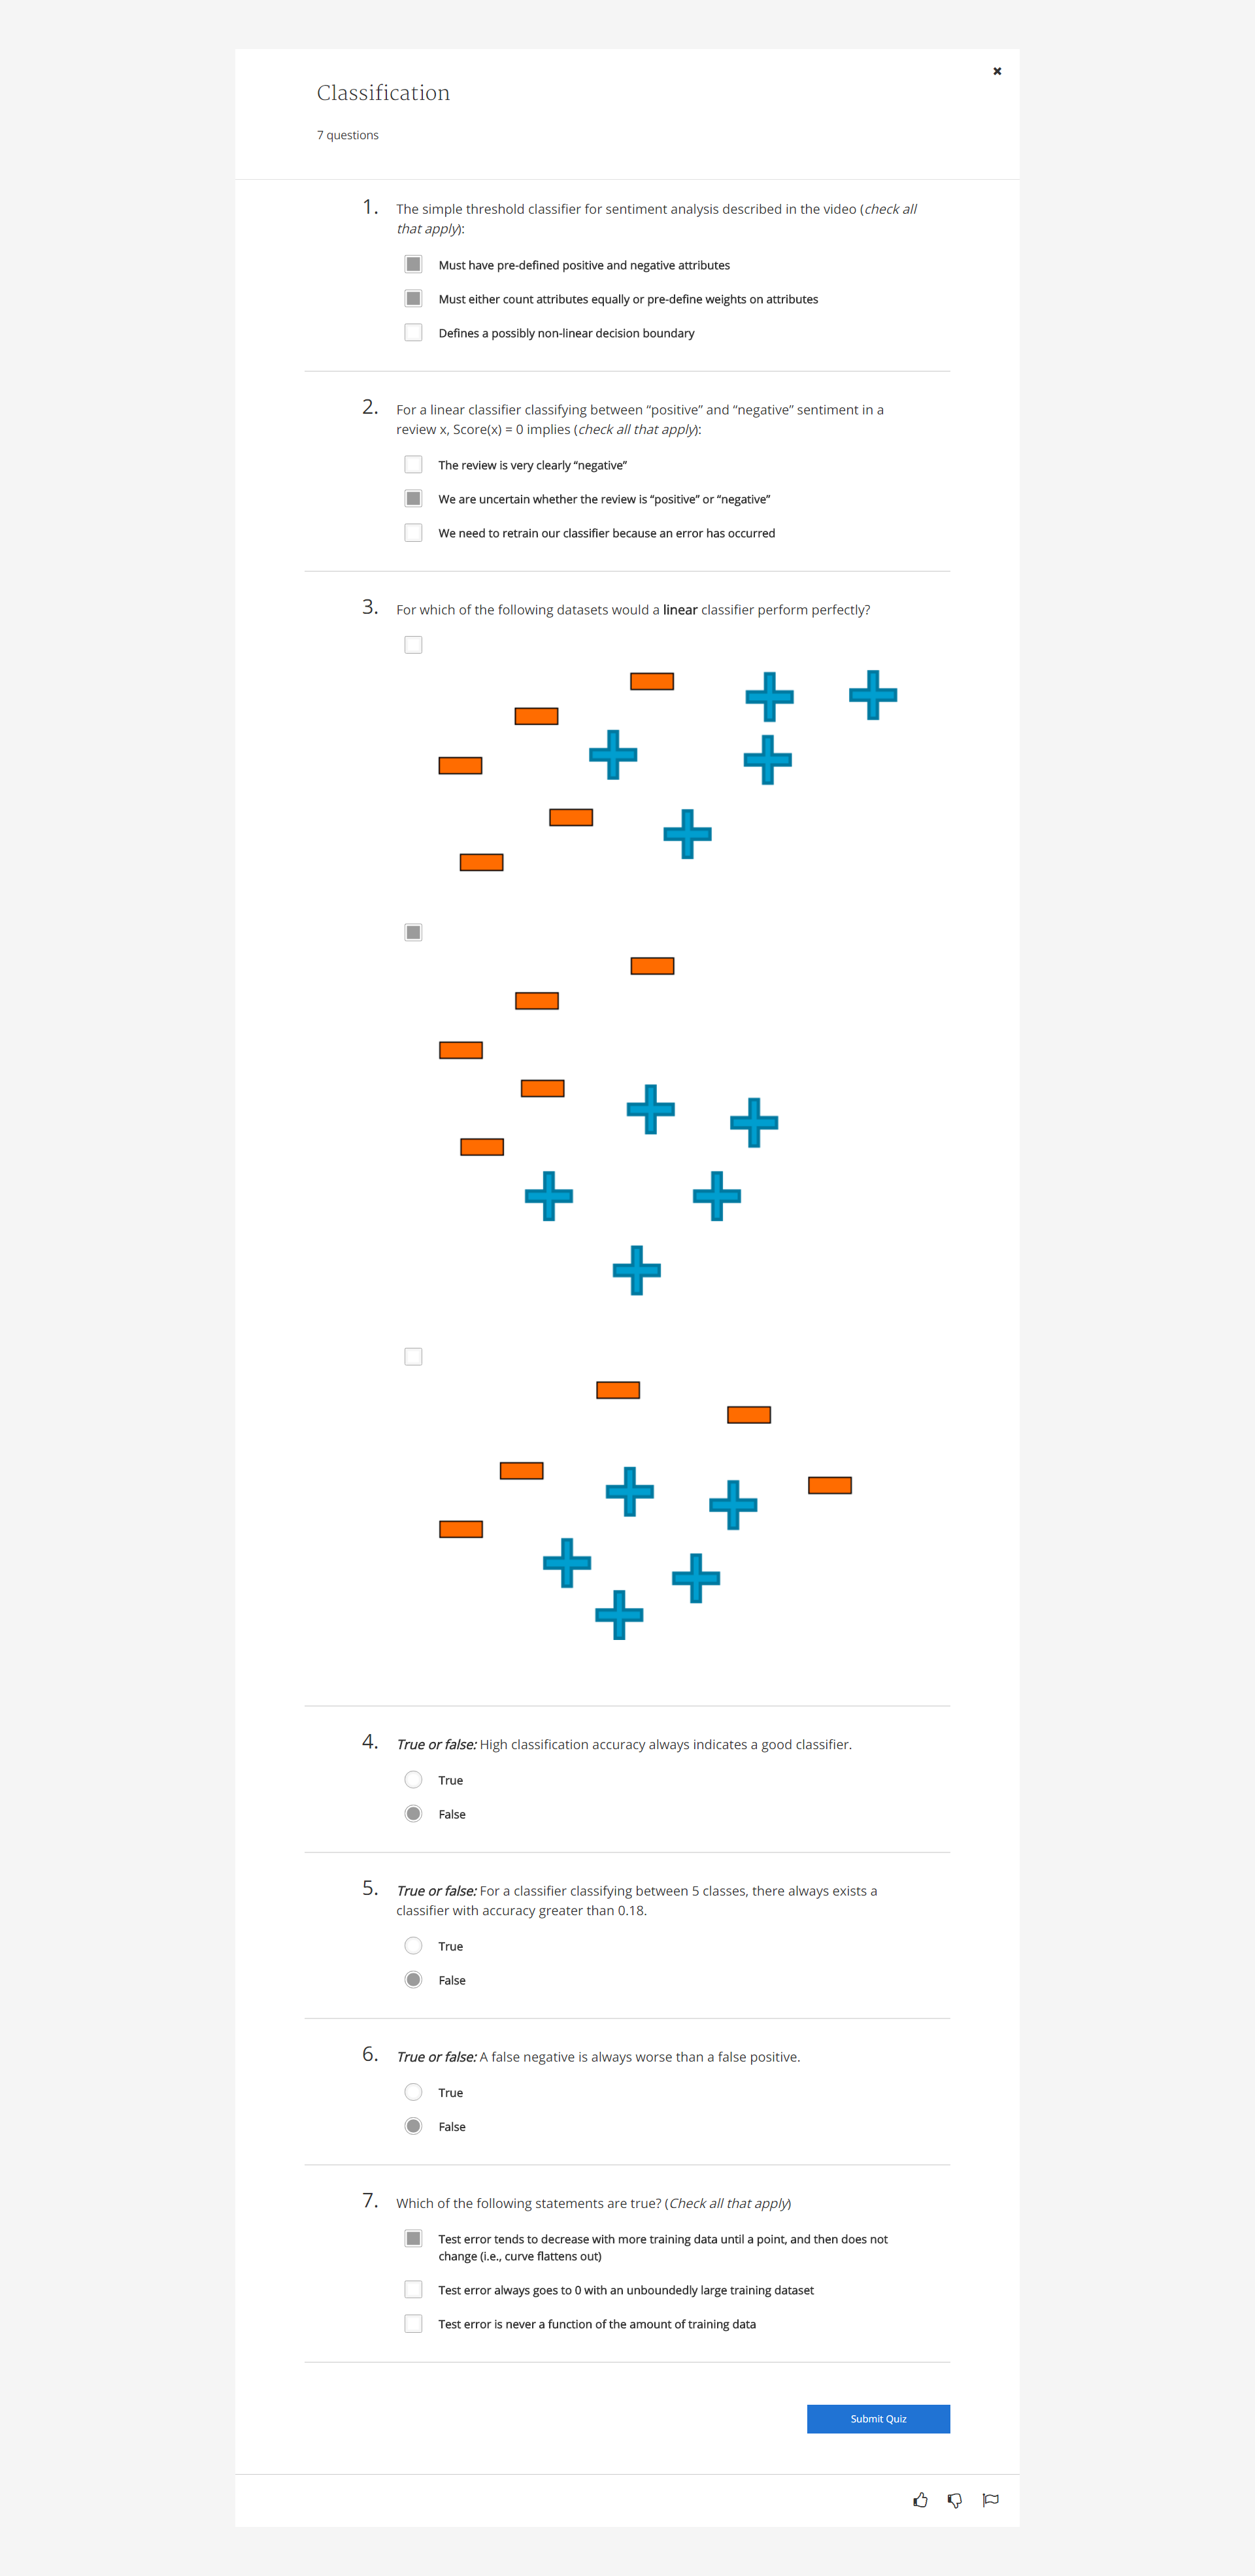 Classification
7 questions
1.
The simple threshold classifier for sentiment analysis described in the video (check all
that apply):
Must have pre-defined positive and negative attributes
Must either count attributes equally or pre-define weights on attributes
Defines a possibly non-linear decision boundary
2.
For a linear classifier classifying between “positive” and “negative” sentiment in a
review x, Score(x) = 0 implies (check all that apply):
The review is very clearly “negative”
We are uncertain whether the review is “positive” or “negative”
We need to retrain our classifier because an error has occurred
3.
For which of the following datasets would a linear classifier perform perfectly?
4.
True or false: High classification accuracy always indicates a good classifier.
True
False
5.
True or false: For a classifier classifying between 5 classes, there always exists a
classifier with accuracy greater than 0.18.
True
False
6.
True or false: A false negative is always worse than a false positive.
True
False
7.
Which of the following statements are true? (Check all that apply)
Test error tends to decrease with more training data until a point, and then does not
change (i.e., curve flattens out)
Test error always goes to 0 with an unboundedly large training dataset
Test error is never a function of the amount of training data
Submit Quiz